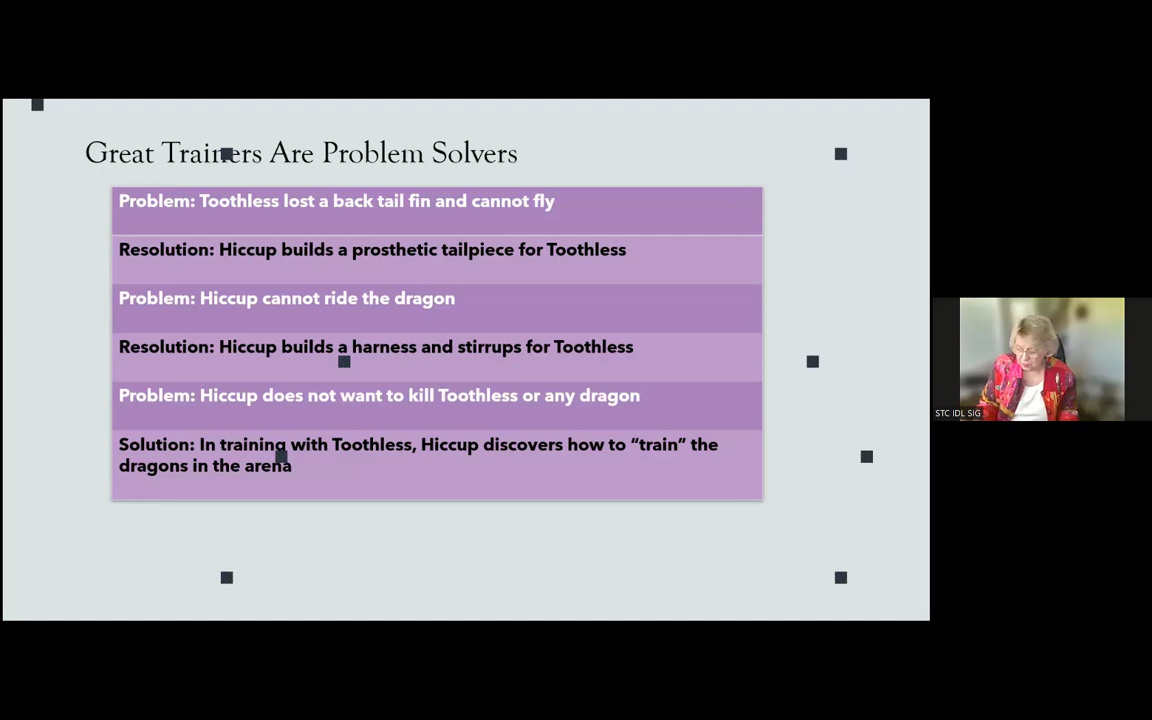 Great Trainers Are Problem Solvers
Problem: Toothless lost a back tail fin and cannot fly
Resolution: Hiccup builds a prosthetic tailpiece for Toothless
Problem: Hiccup cannot ride the dragon
Resolution: Hiccup builds a harness and stirrups for Toothless
Problem: Hiccup does not want to kill Toothless or any dragon
Solution: In training with Toothless, Hiccup discovers how to “train” the
dragons in the arena
STC IDL SIG